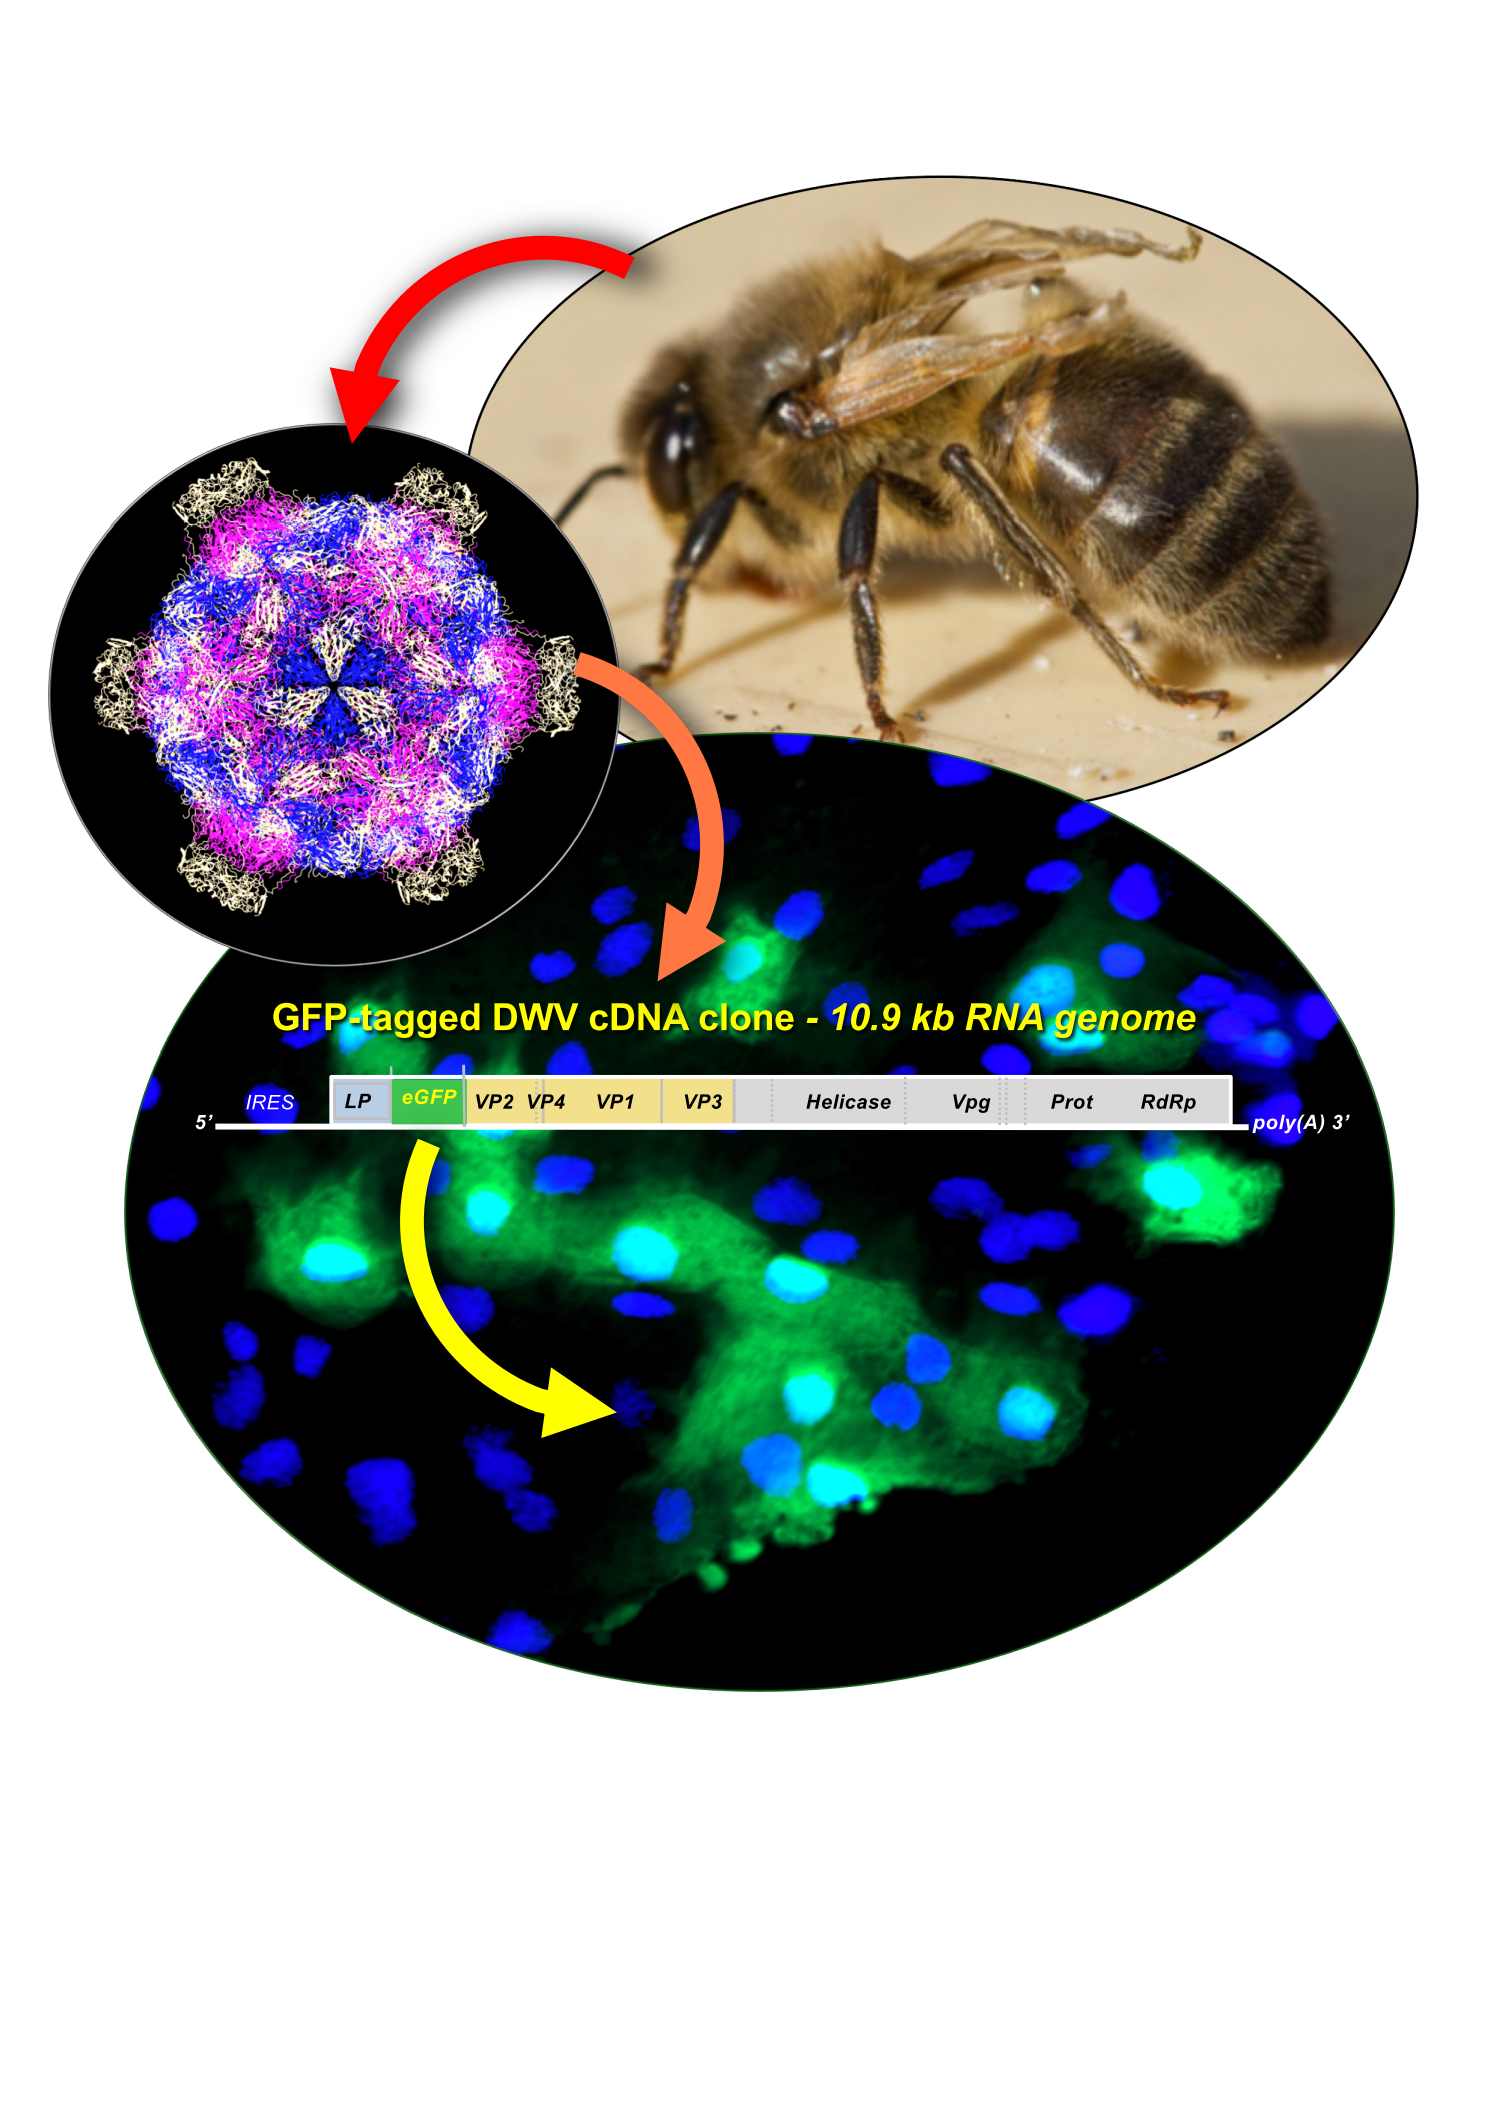 GFP-tagged DWV cDNA clone - 10.9 kb RNA genome
IRES LP eGFP VP2 VP4 VP1 VP3 Helicase Vpg Prot RdRp
5’ poly(A) 3’